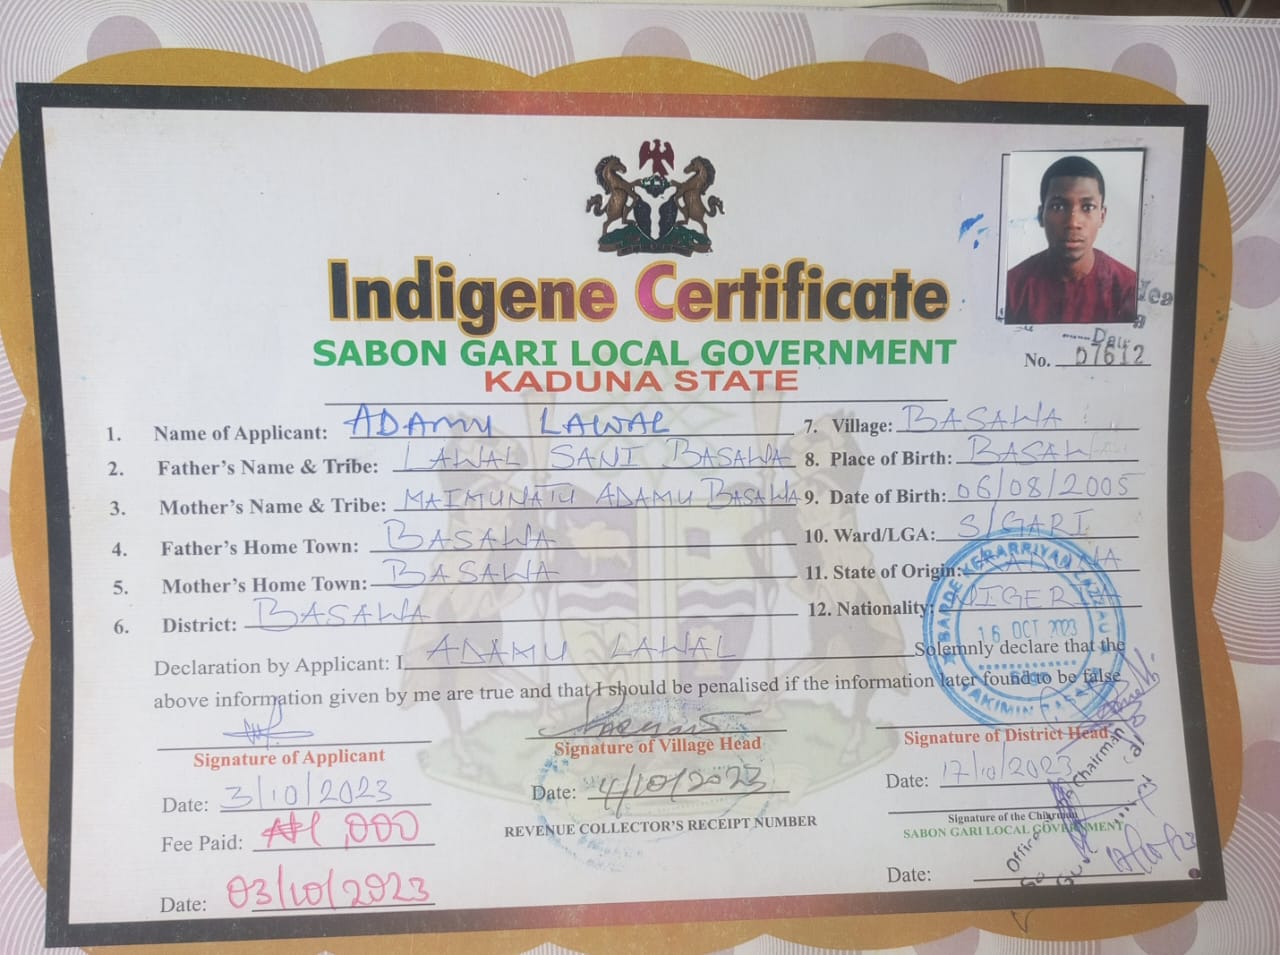 Indigene Certificate
SABON GARI LOCAL GOVERNMENT
KADUNA STATE
No. 07612
1. Name of Applicant: ADAMU LAWAL
2. Father's Name & Tribe: LAWAL SANI BASAWA
3. Mother's Name & Tribe: MAIMUNATU ADAMU BASAWA
4. Father's Home Town: BASAWA
5. Mother's Home Town: BASAWA
6. District: BASAWA
7. Village: BASAWA
8. Place of Birth: BASAWA
9. Date of Birth: 06/08/2005
10. Ward/LGA: S/GARI
11. State of Origin: KADUNA
12. Nationality: NIGERIA
Declaration by Applicant: I, ADAMU LAWAL Solemnly declare that the
above information given by me are true and that I should be penalised if the information later found to be false
16 OCT 2023
Signature of Applicant
Date: 3/10/2023
Fee Paid: ₦1,000
Date: 03/10/2023
Signature of Village Head
Date: 4/10/2023
REVENUE COLLECTOR'S RECEIPT NUMBER
Signature of District Head
Date: 17/10/2023
Signature of the Chairman
SABON GARI LOCAL GOVERNMENT
Date: